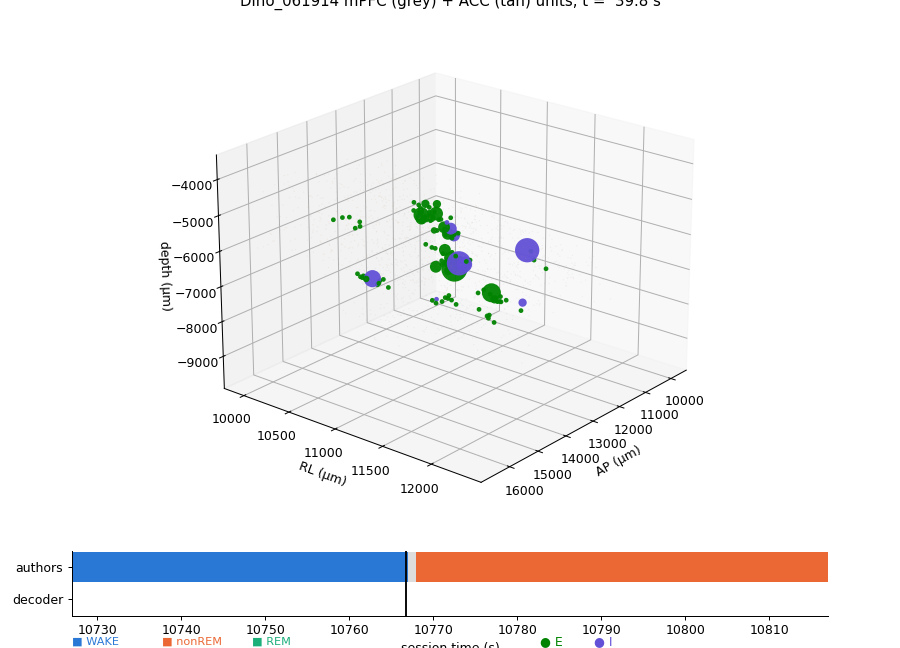 Dino_061914 mPFC (grey) + ACC (tan) units, t = 39.8 s
−4000
−5000
−6000
−7000
−8000
−9000
depth (μm)
10000
10500
11000
11500
12000
RL (μm)
10000
11000
12000
13000
14000
15000
16000
AP (μm)
authors
decoder
10730 10740 10750 10760 10770 10780 10790 10800 10810
session time (s)
WAKE nonREM REM E I